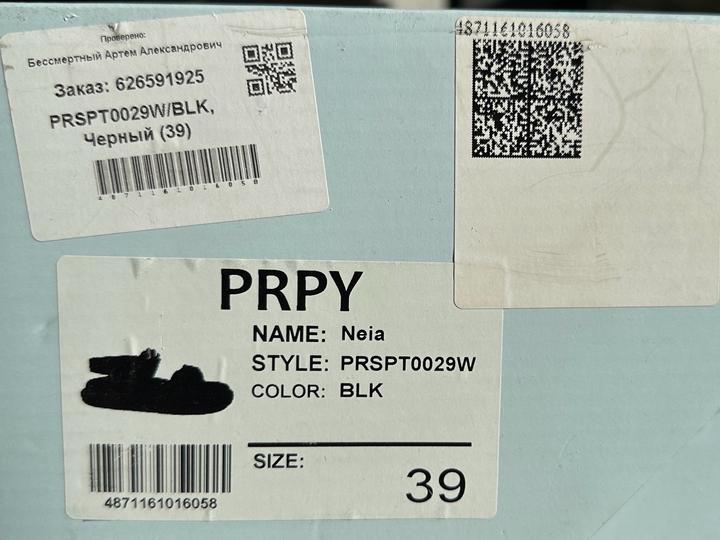 Проверено:
Бессмертный Артем Александрович
Заказ: 626591925
PRSPT0029W/BLK,
Черный (39)
4871161016058
4871161016058
PRPY
NAME: Neia
STYLE: PRSPT0029W
COLOR: BLK
SIZE:
39
4871161016058